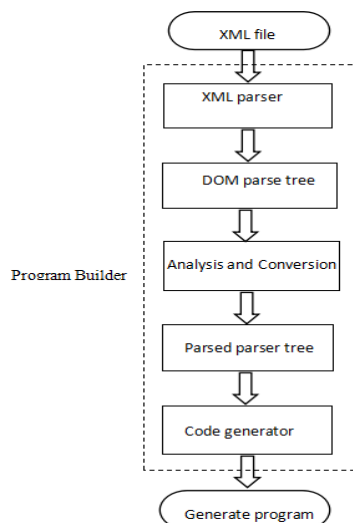 XML file
XML parser
DOM parse tree
Analysis and Conversion
Program Builder
Parsed parser tree
Code generator
Generate program